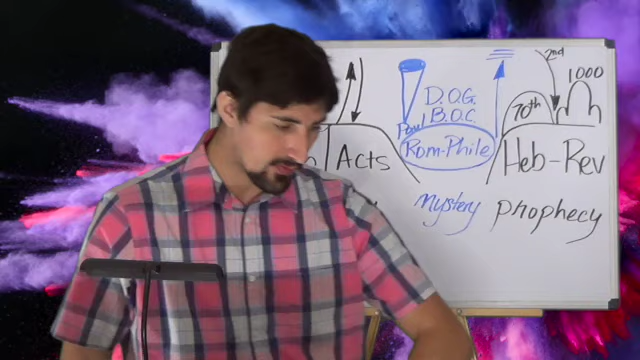 2nd
1000
D.O.G.
B.O.C.
70th
Paul
Acts
Rom-Phile
Heb-Rev
mystery
prophecy